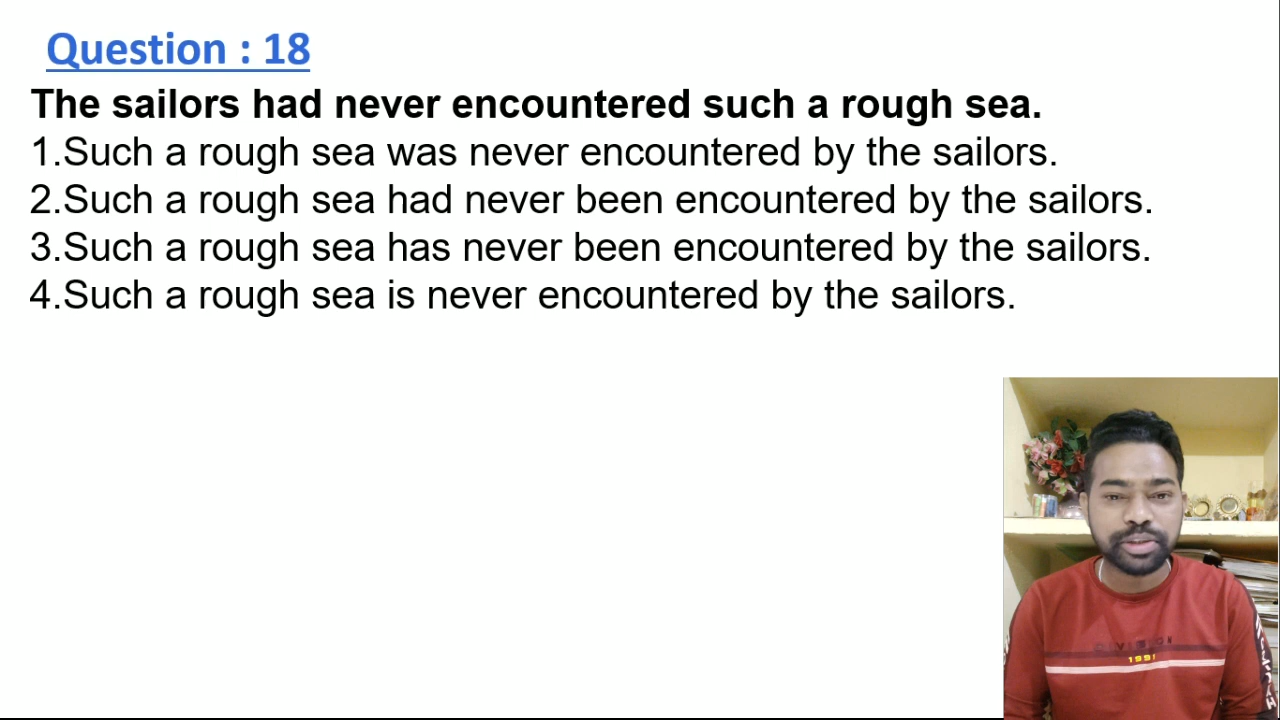 Question : 18
The sailors had never encountered such a rough sea.
1.Such a rough sea was never encountered by the sailors.
2.Such a rough sea had never been encountered by the sailors.
3.Such a rough sea has never been encountered by the sailors.
4.Such a rough sea is never encountered by the sailors.
1991